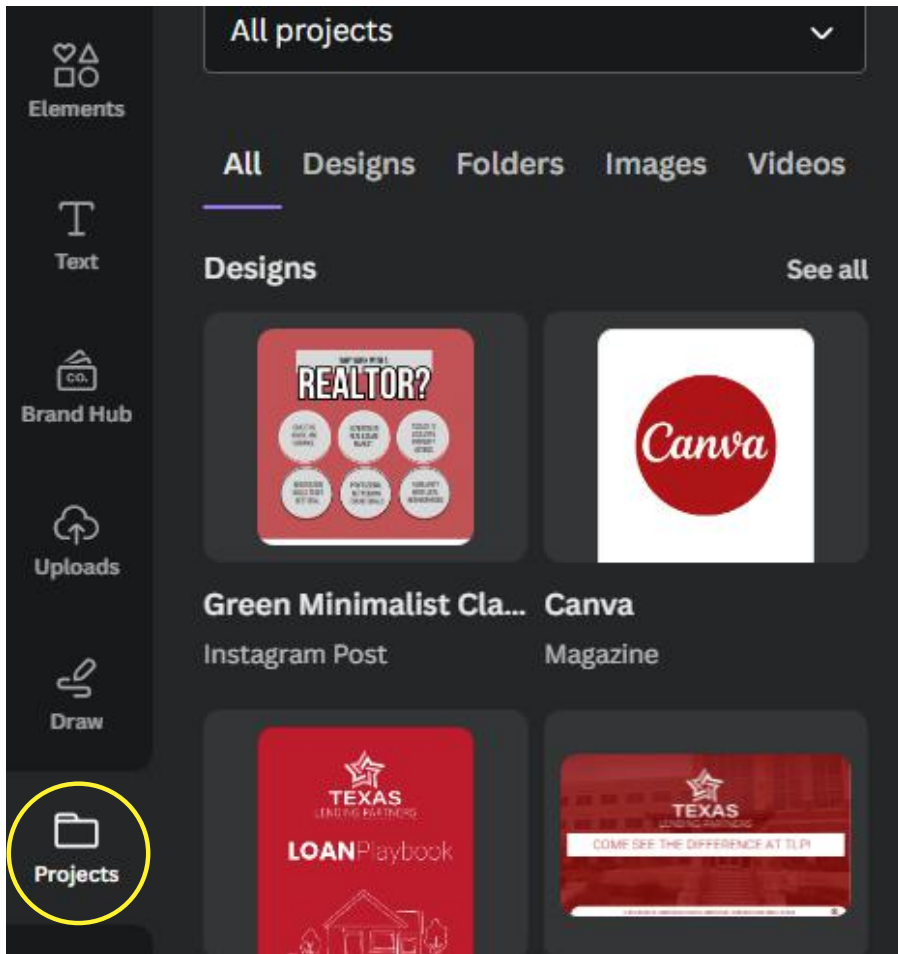 Elements
Text
CO.
Brand Hub
Uploads
Draw
Projects
All projects
All Designs Folders Images Videos
Designs See all
REALTOR?
Canva
Green Minimalist Cla... Canva
Instagram Post Magazine
TEXAS
LENDING PARTNERS
LOANPlaybook
TEXAS
LENDING PARTNERS
COME SEE THE DIFFERENCE AT TLP!